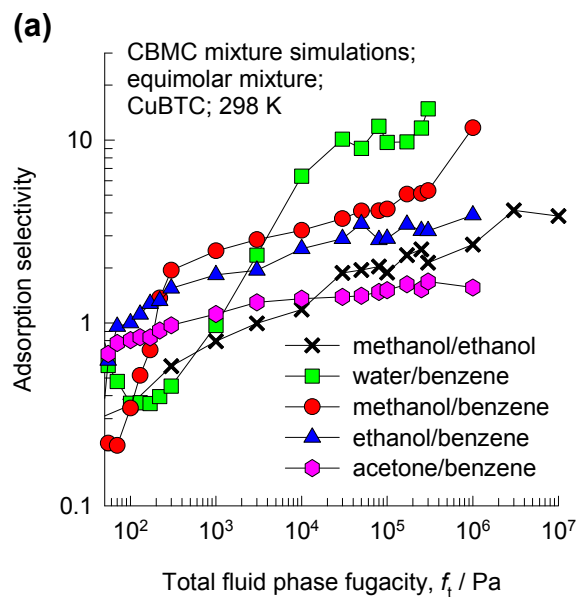 (a)
CBMC mixture simulations;
equimolar mixture;
CuBTC; 298 K
Adsorption selectivity
10
1
0.1
methanol/ethanol
water/benzene
methanol/benzene
ethanol/benzene
acetone/benzene
10² 10³ 10⁴ 10⁵ 10⁶ 10⁷
Total fluid phase fugacity, fₜ / Pa